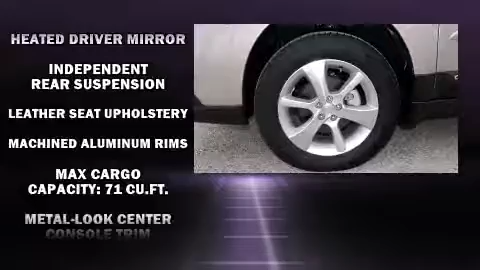 HEATED DRIVER MIRROR
INDEPENDENT
REAR SUSPENSION
LEATHER SEAT UPHOLSTERY
MACHINED ALUMINUM RIMS
MAX CARGO
CAPACITY: 71 CU.FT.
METAL-LOOK CENTER
CONSOLE TRIM